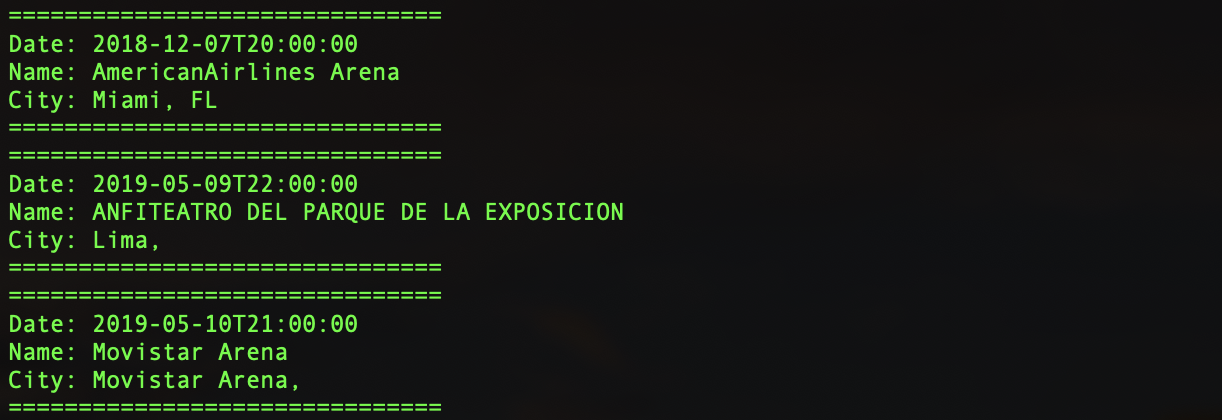 ===============================
Date: 2018-12-07T20:00:00
Name: AmericanAirlines Arena
City: Miami, FL
===============================
===============================
Date: 2019-05-09T22:00:00
Name: ANFITEATRO DEL PARQUE DE LA EXPOSICION
City: Lima,
===============================
===============================
Date: 2019-05-10T21:00:00
Name: Movistar Arena
City: Movistar Arena,
===============================